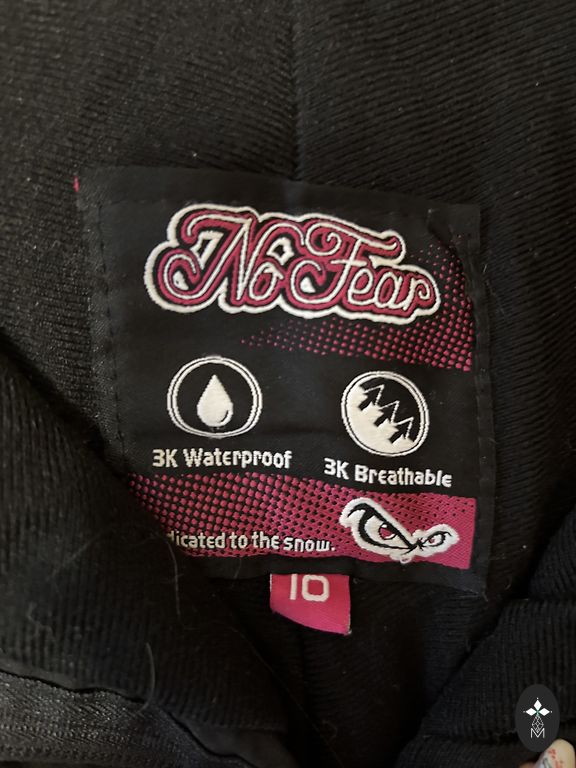 No Fear
3K Waterproof
3K Breathable
dicated to the snow.
10